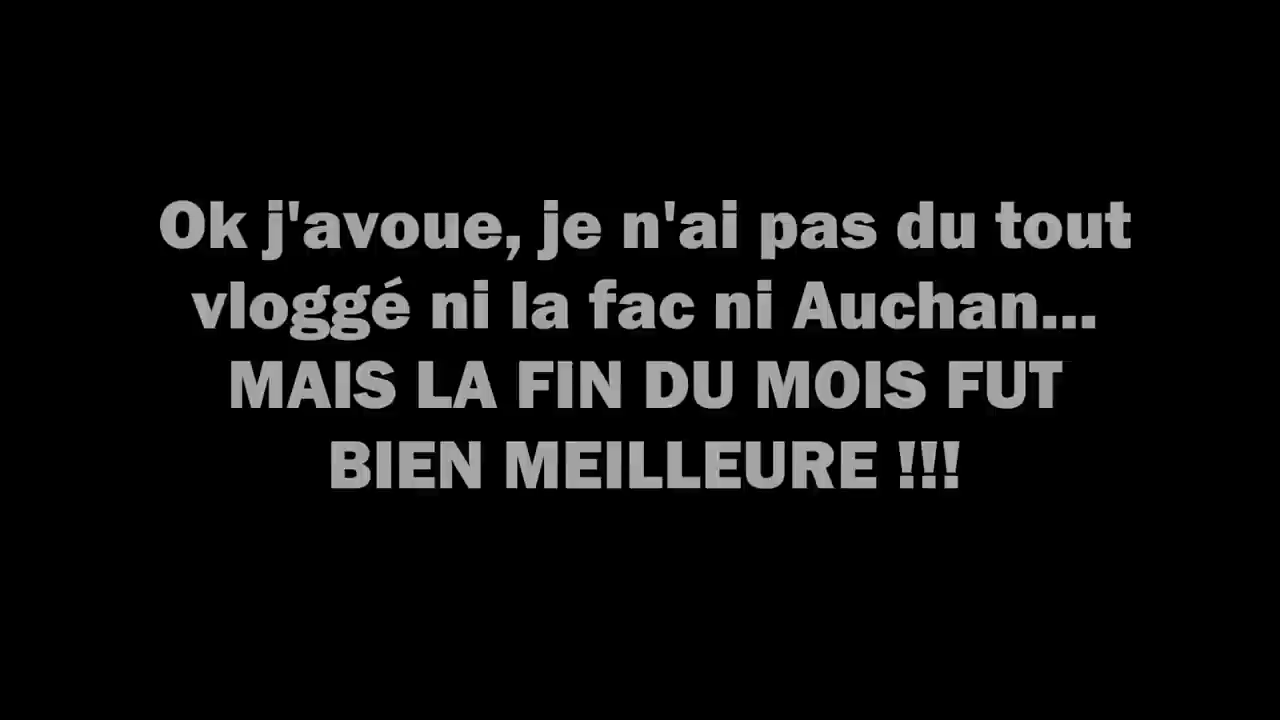 Ok j'avoue, je n'ai pas du tout
vloggé ni la fac ni Auchan...
MAIS LA FIN DU MOIS FUT
BIEN MEILLEURE !!!